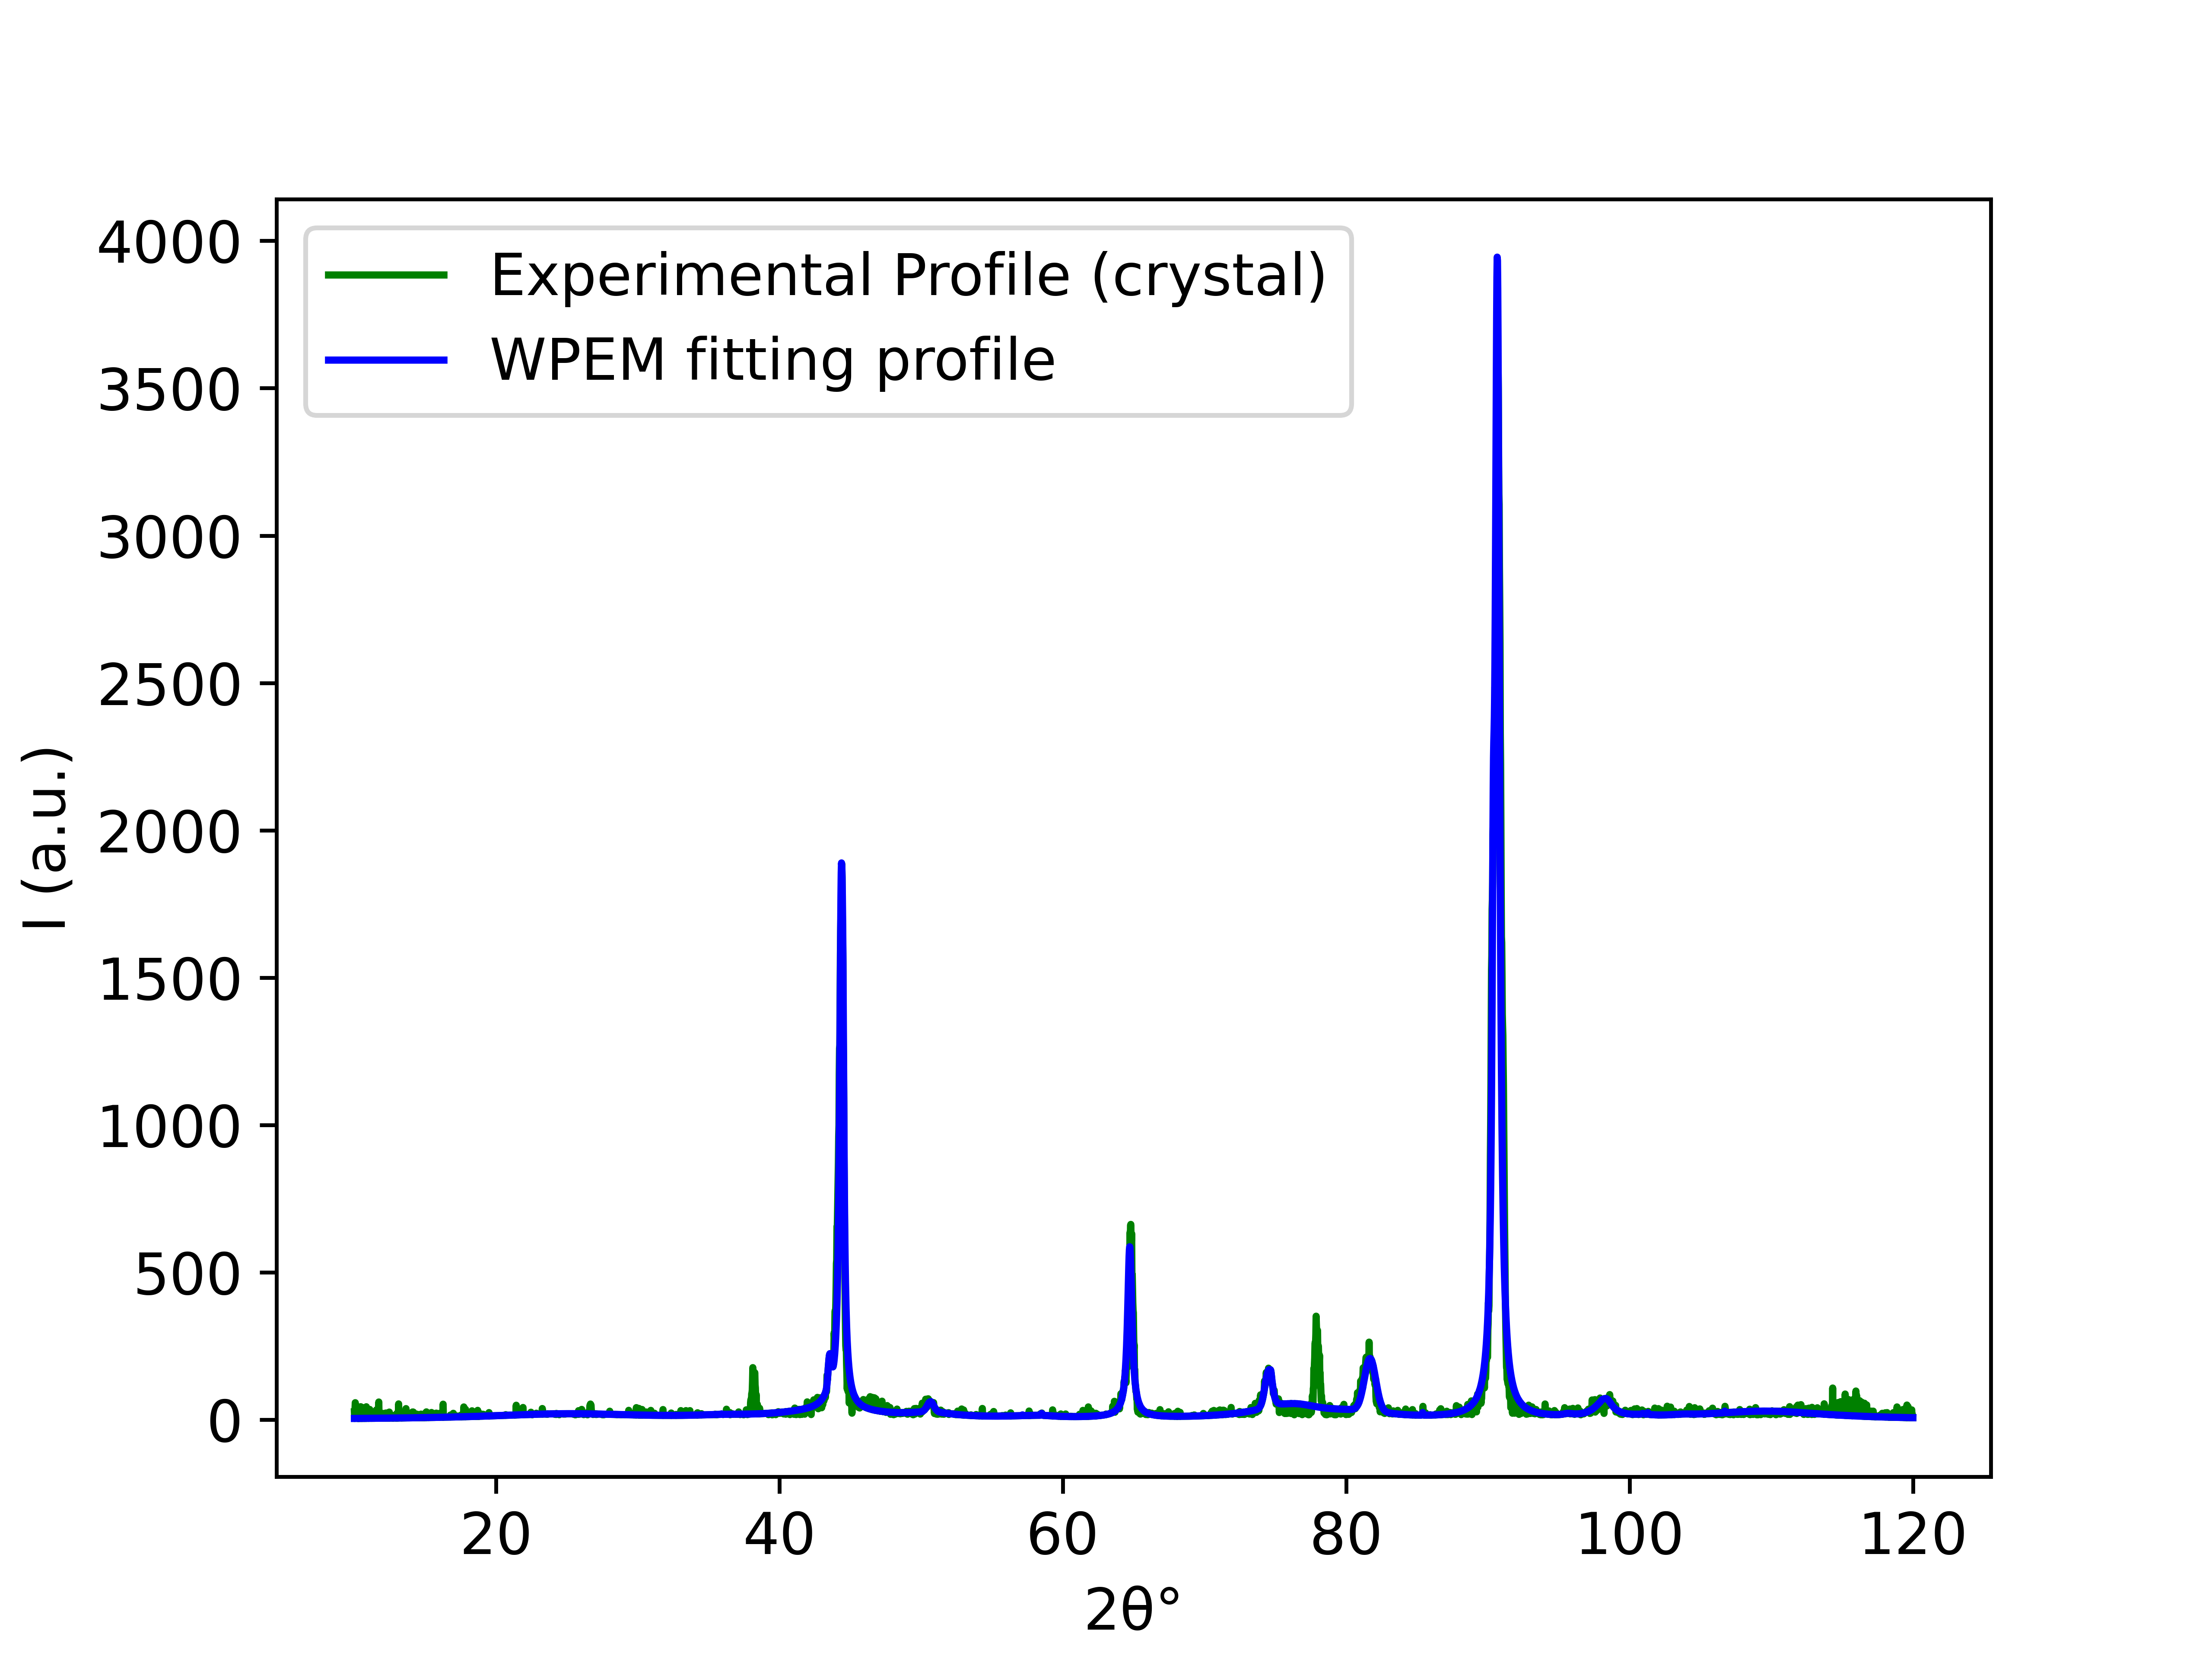 Experimental Profile (crystal)
WPEM fitting profile
4000
3500
3000
2500
2000
1500
1000
500
0
I (a.u.)
20 40 60 80 100 120
2θ°